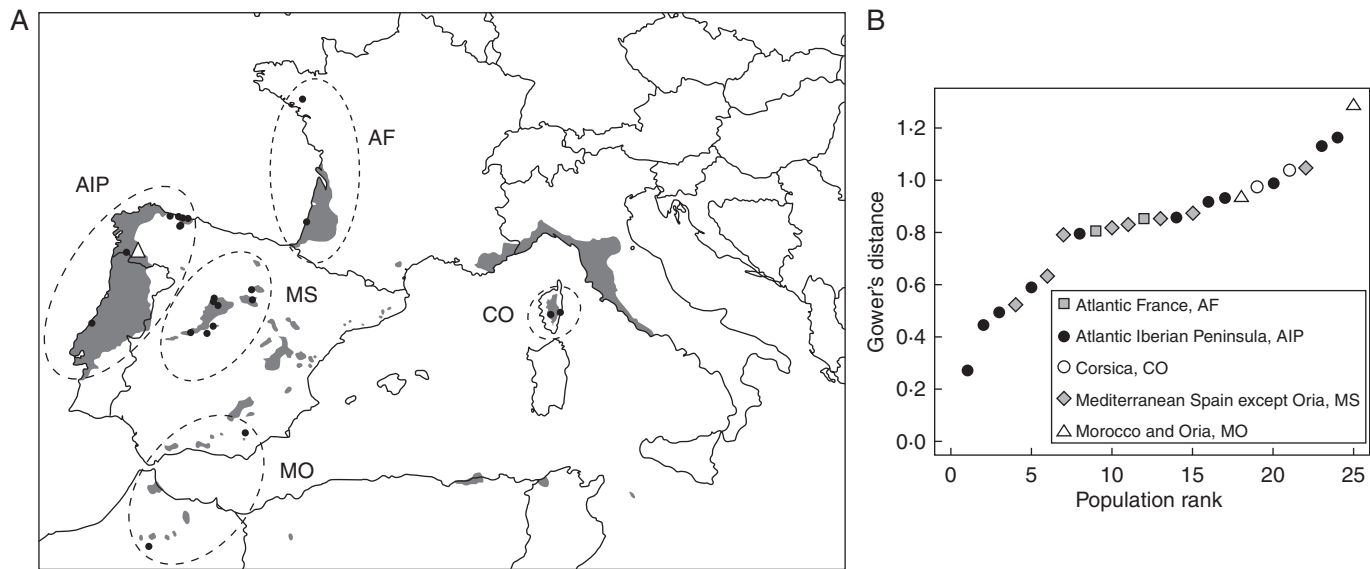 A
AF
AIP
MS
CO
MO
B
Gower's distance
1·2
1·0
0·8
0·6
0·4
0·2
0·0
Atlantic France, AF
Atlantic Iberian Peninsula, AIP
Corsica, CO
Mediterranean Spain except Oria, MS
Morocco and Oria, MO
0 5 10 15 20 25
Population rank